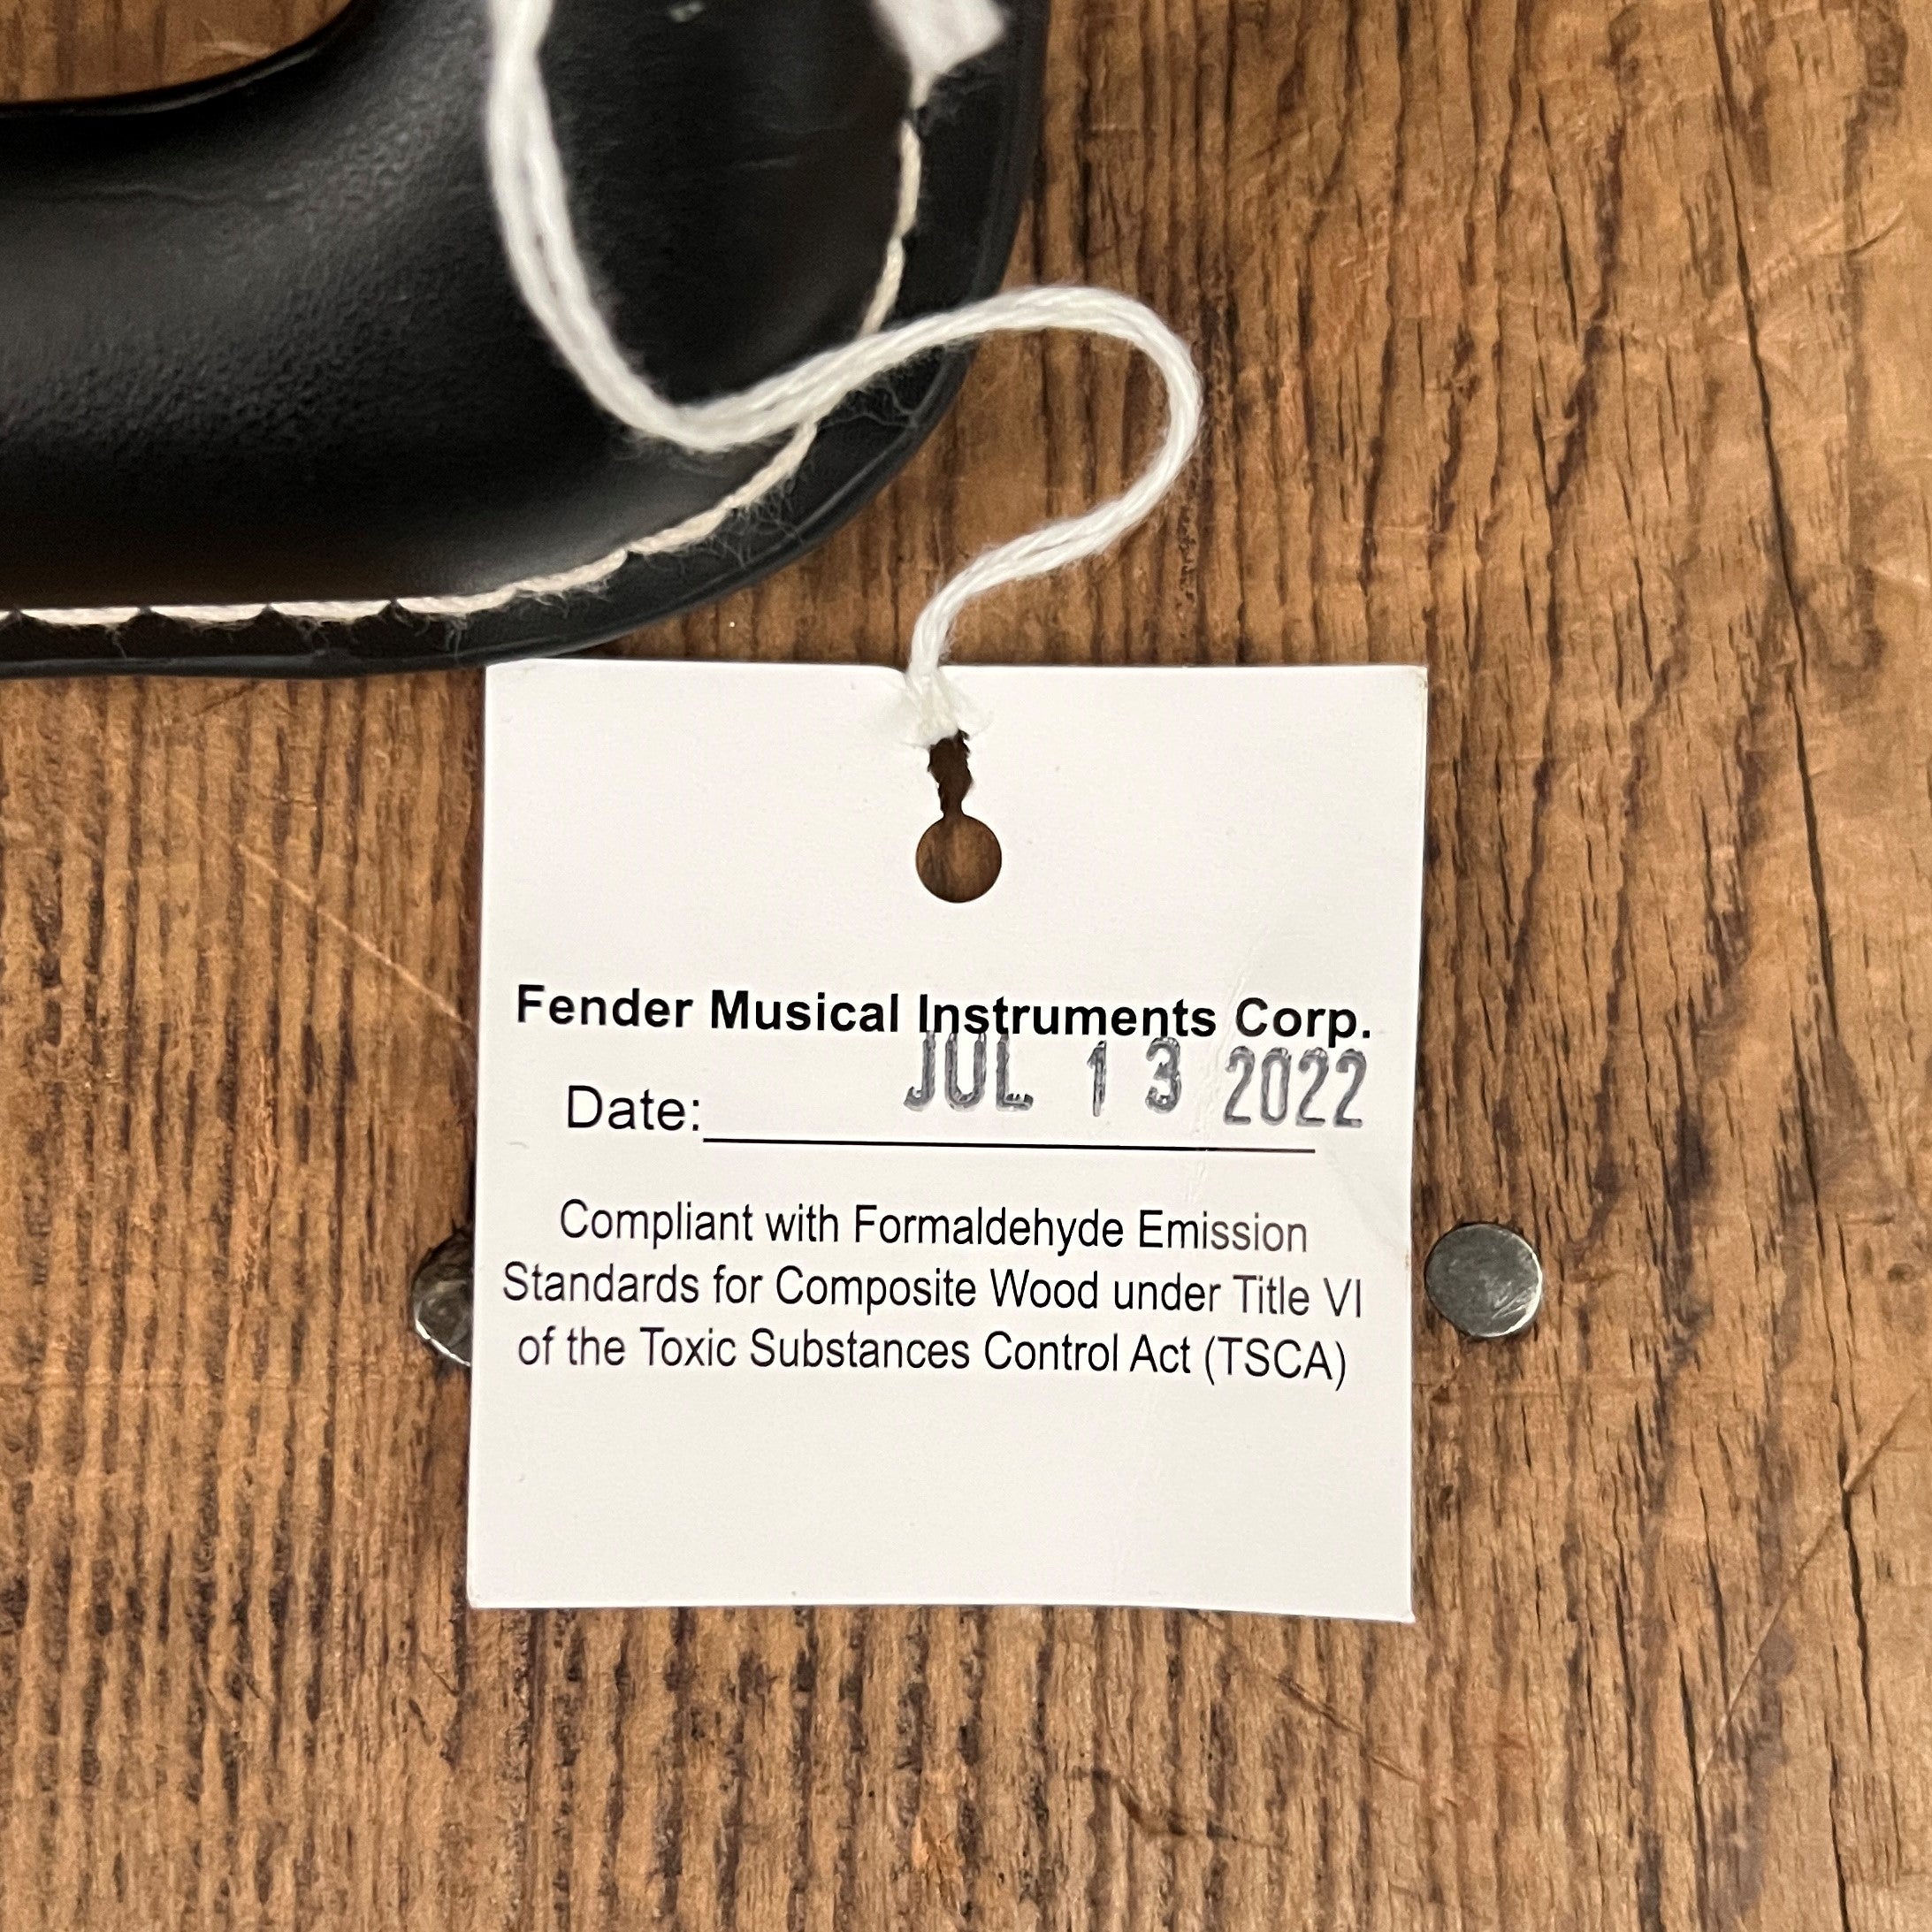 Fender Musical Instruments Corp.
Date: JUL 13 2022
Compliant with Formaldehyde Emission
Standards for Composite Wood under Title VI
of the Toxic Substances Control Act (TSCA)